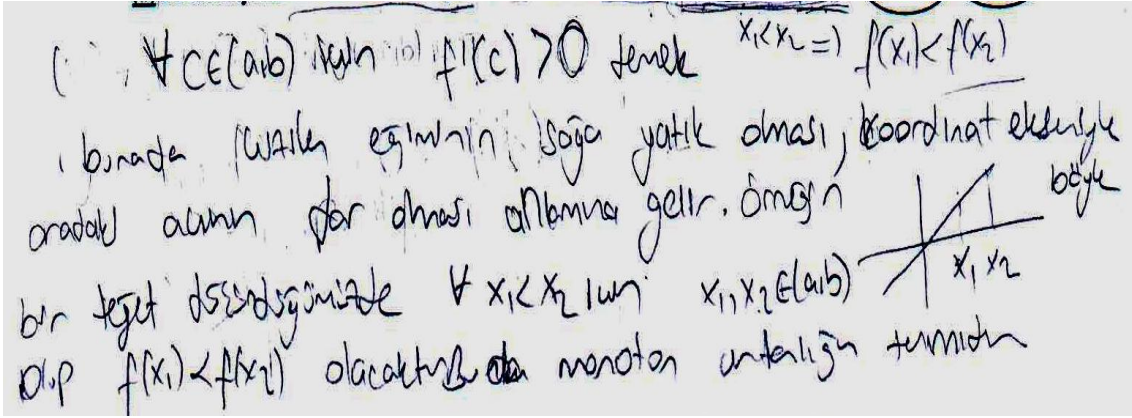 ∀ c∈(a,b) için f'(c) > 0 demek x₁<x₂ ⇒ f(x₁)<f(x₂)
burada eğiminin sağa yatık olması, koordinat ekseniyle
aradaki açının dar olması anlamına gelir. Örneğin böyle
bir teğet düşündüğümüzde ∀ x₁<x₂ için x₁,x₂∈(a,b) x₁ x₂
olup f(x₁)<f(x₂) olacaktır. Bu da monoton artanlığın